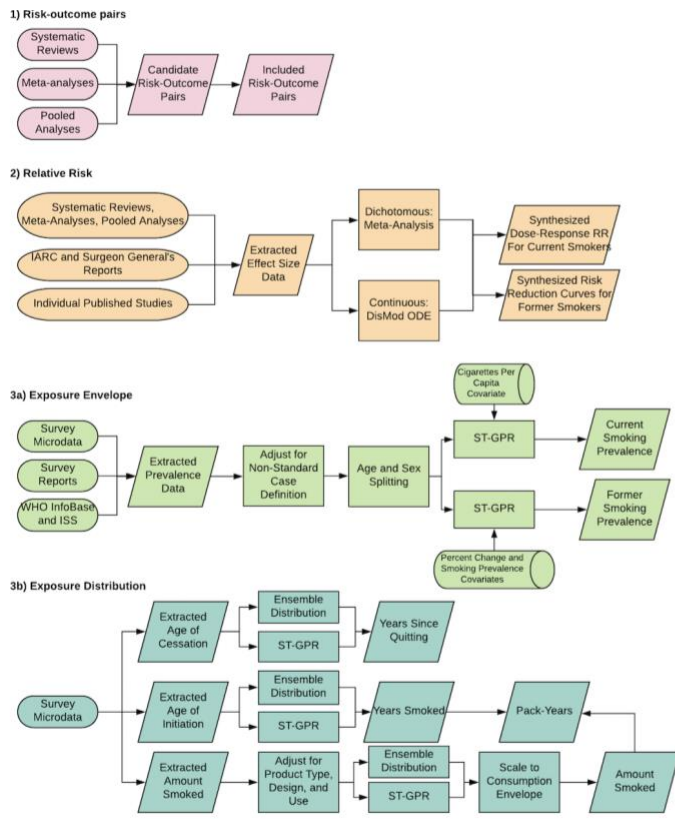 1) Risk-outcome pairs
Systematic
Reviews
Meta-analyses
Pooled
Analyses
Candidate
Risk-Outcome
Pairs
Included
Risk-Outcome
Pairs
2) Relative Risk
Systematic Reviews,
Meta-Analyses, Pooled Analyses
IARC and Surgeon General's
Reports
Individual Published Studies
Extracted
Effect Size
Data
Dichotomous:
Meta-Analysis
Continuous:
DisMod ODE
Synthesized
Dose-Response RR
For Current Smokers
Synthesized Risk
Reduction Curves for
Former Smokers
3a) Exposure Envelope
Survey
Microdata
Survey
Reports
WHO InfoBase
and ISS
Extracted
Prevalence
Data
Adjust for
Non-Standard
Case
Definition
Age and Sex
Splitting
Cigarettes Per
Capita
Covariate
ST-GPR
ST-GPR
Percent Change and
Smoking Prevalence
Covariates
Current
Smoking
Prevalence
Former
Smoking
Prevalence
3b) Exposure Distribution
Survey
Microdata
Extracted
Age of
Cessation
Ensemble
Distribution
ST-GPR
Years Since
Quitting
Extracted
Age of
Initiation
Ensemble
Distribution
ST-GPR
Years Smoked
Pack-Years
Extracted
Amount
Smoked
Adjust for
Product Type,
Design, and
Use
Ensemble
Distribution
ST-GPR
Scale to
Consumption
Envelope
Amount
Smoked